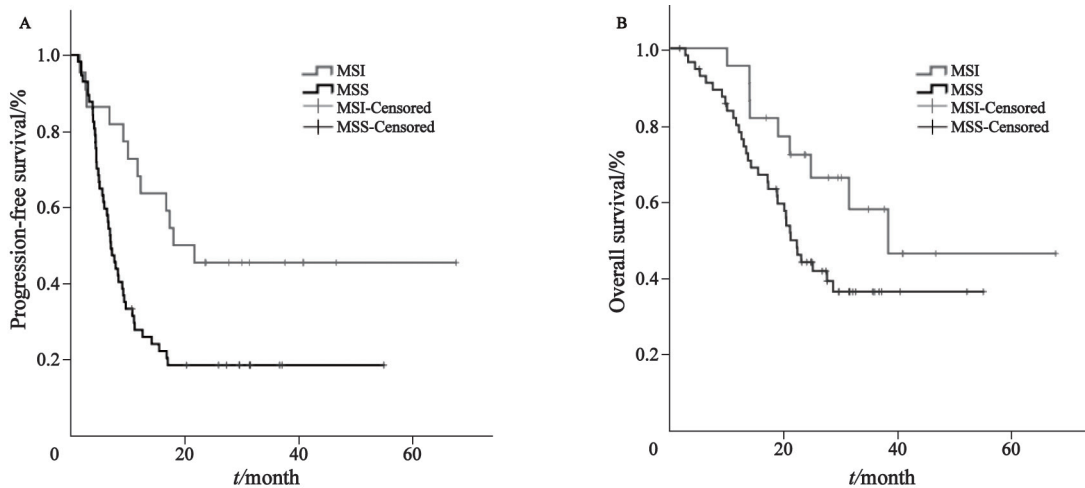 A
Progression-free survival/%
1.0
0.8
0.6
0.4
0.2
0
20
40
60
t/month
MSI
MSS
MSI-Censored
MSS-Censored
B
Overall survival/%
1.0
0.8
0.6
0.4
0.2
0
20
40
60
t/month
MSI
MSS
MSI-Censored
MSS-Censored